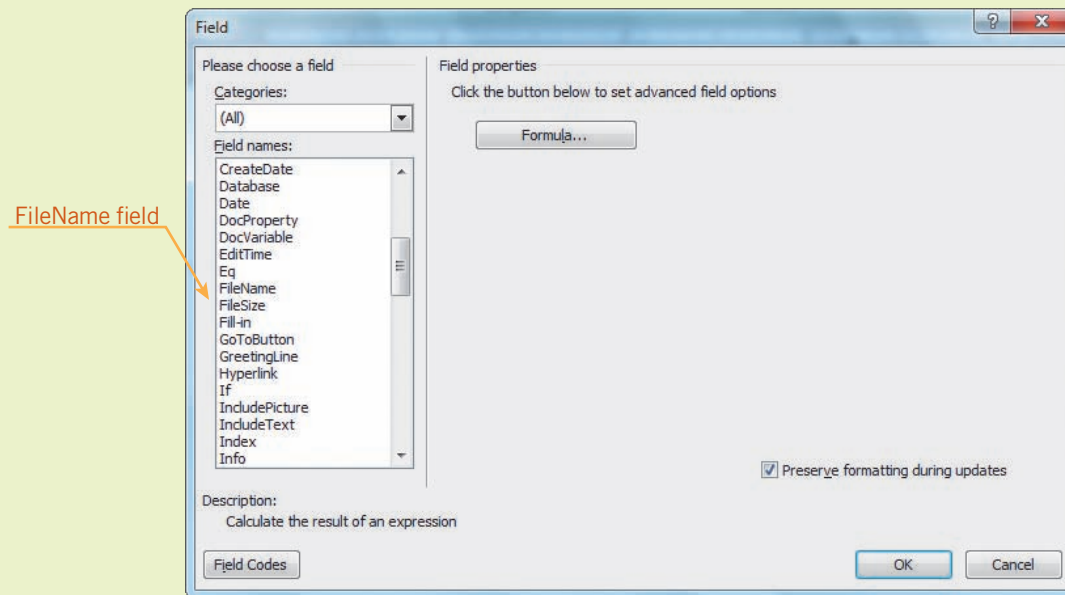 Field
Please choose a field
Categories:
(All)
Field names:
CreateDate
Database
Date
DocProperty
DocVariable
EditTime
Eq
FileName
FileSize
Fill-in
GoToButton
GreetingLine
Hyperlink
If
IncludePicture
IncludeText
Index
Info
Field properties
Click the button below to set advanced field options
Formula...
Preserve formatting during updates
Description:
Calculate the result of an expression
Field Codes
OK
Cancel
FileName field